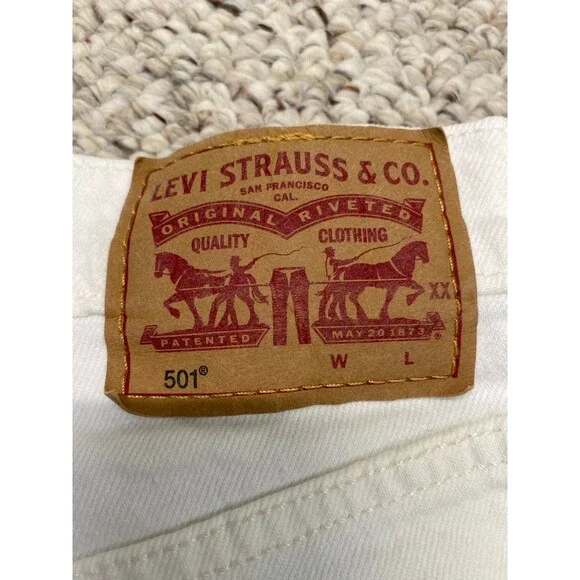 LEVI STRAUSS & CO.
SAN FRANCISCO
CAL.
ORIGINAL RIVETED
QUALITY CLOTHING
XX
PATENTED MAY 20 1873 ®
W L
501®